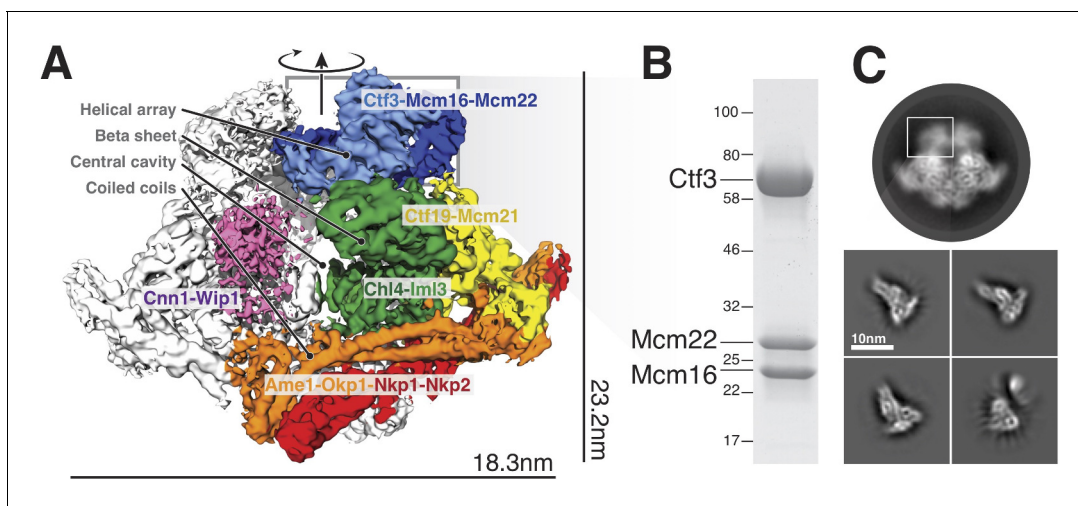 A
Helical array
Beta sheet
Central cavity
Coiled coils
Ctf3-Mcm16-Mcm22
Ctf19-Mcm21
Cnn1-Wip1
Chl4-Iml3
Ame1-Okp1-Nkp1-Nkp2
23.2nm
18.3nm
B
100
80
Ctf3
58
46
32
Mcm22
25
Mcm16
22
17
C
10nm